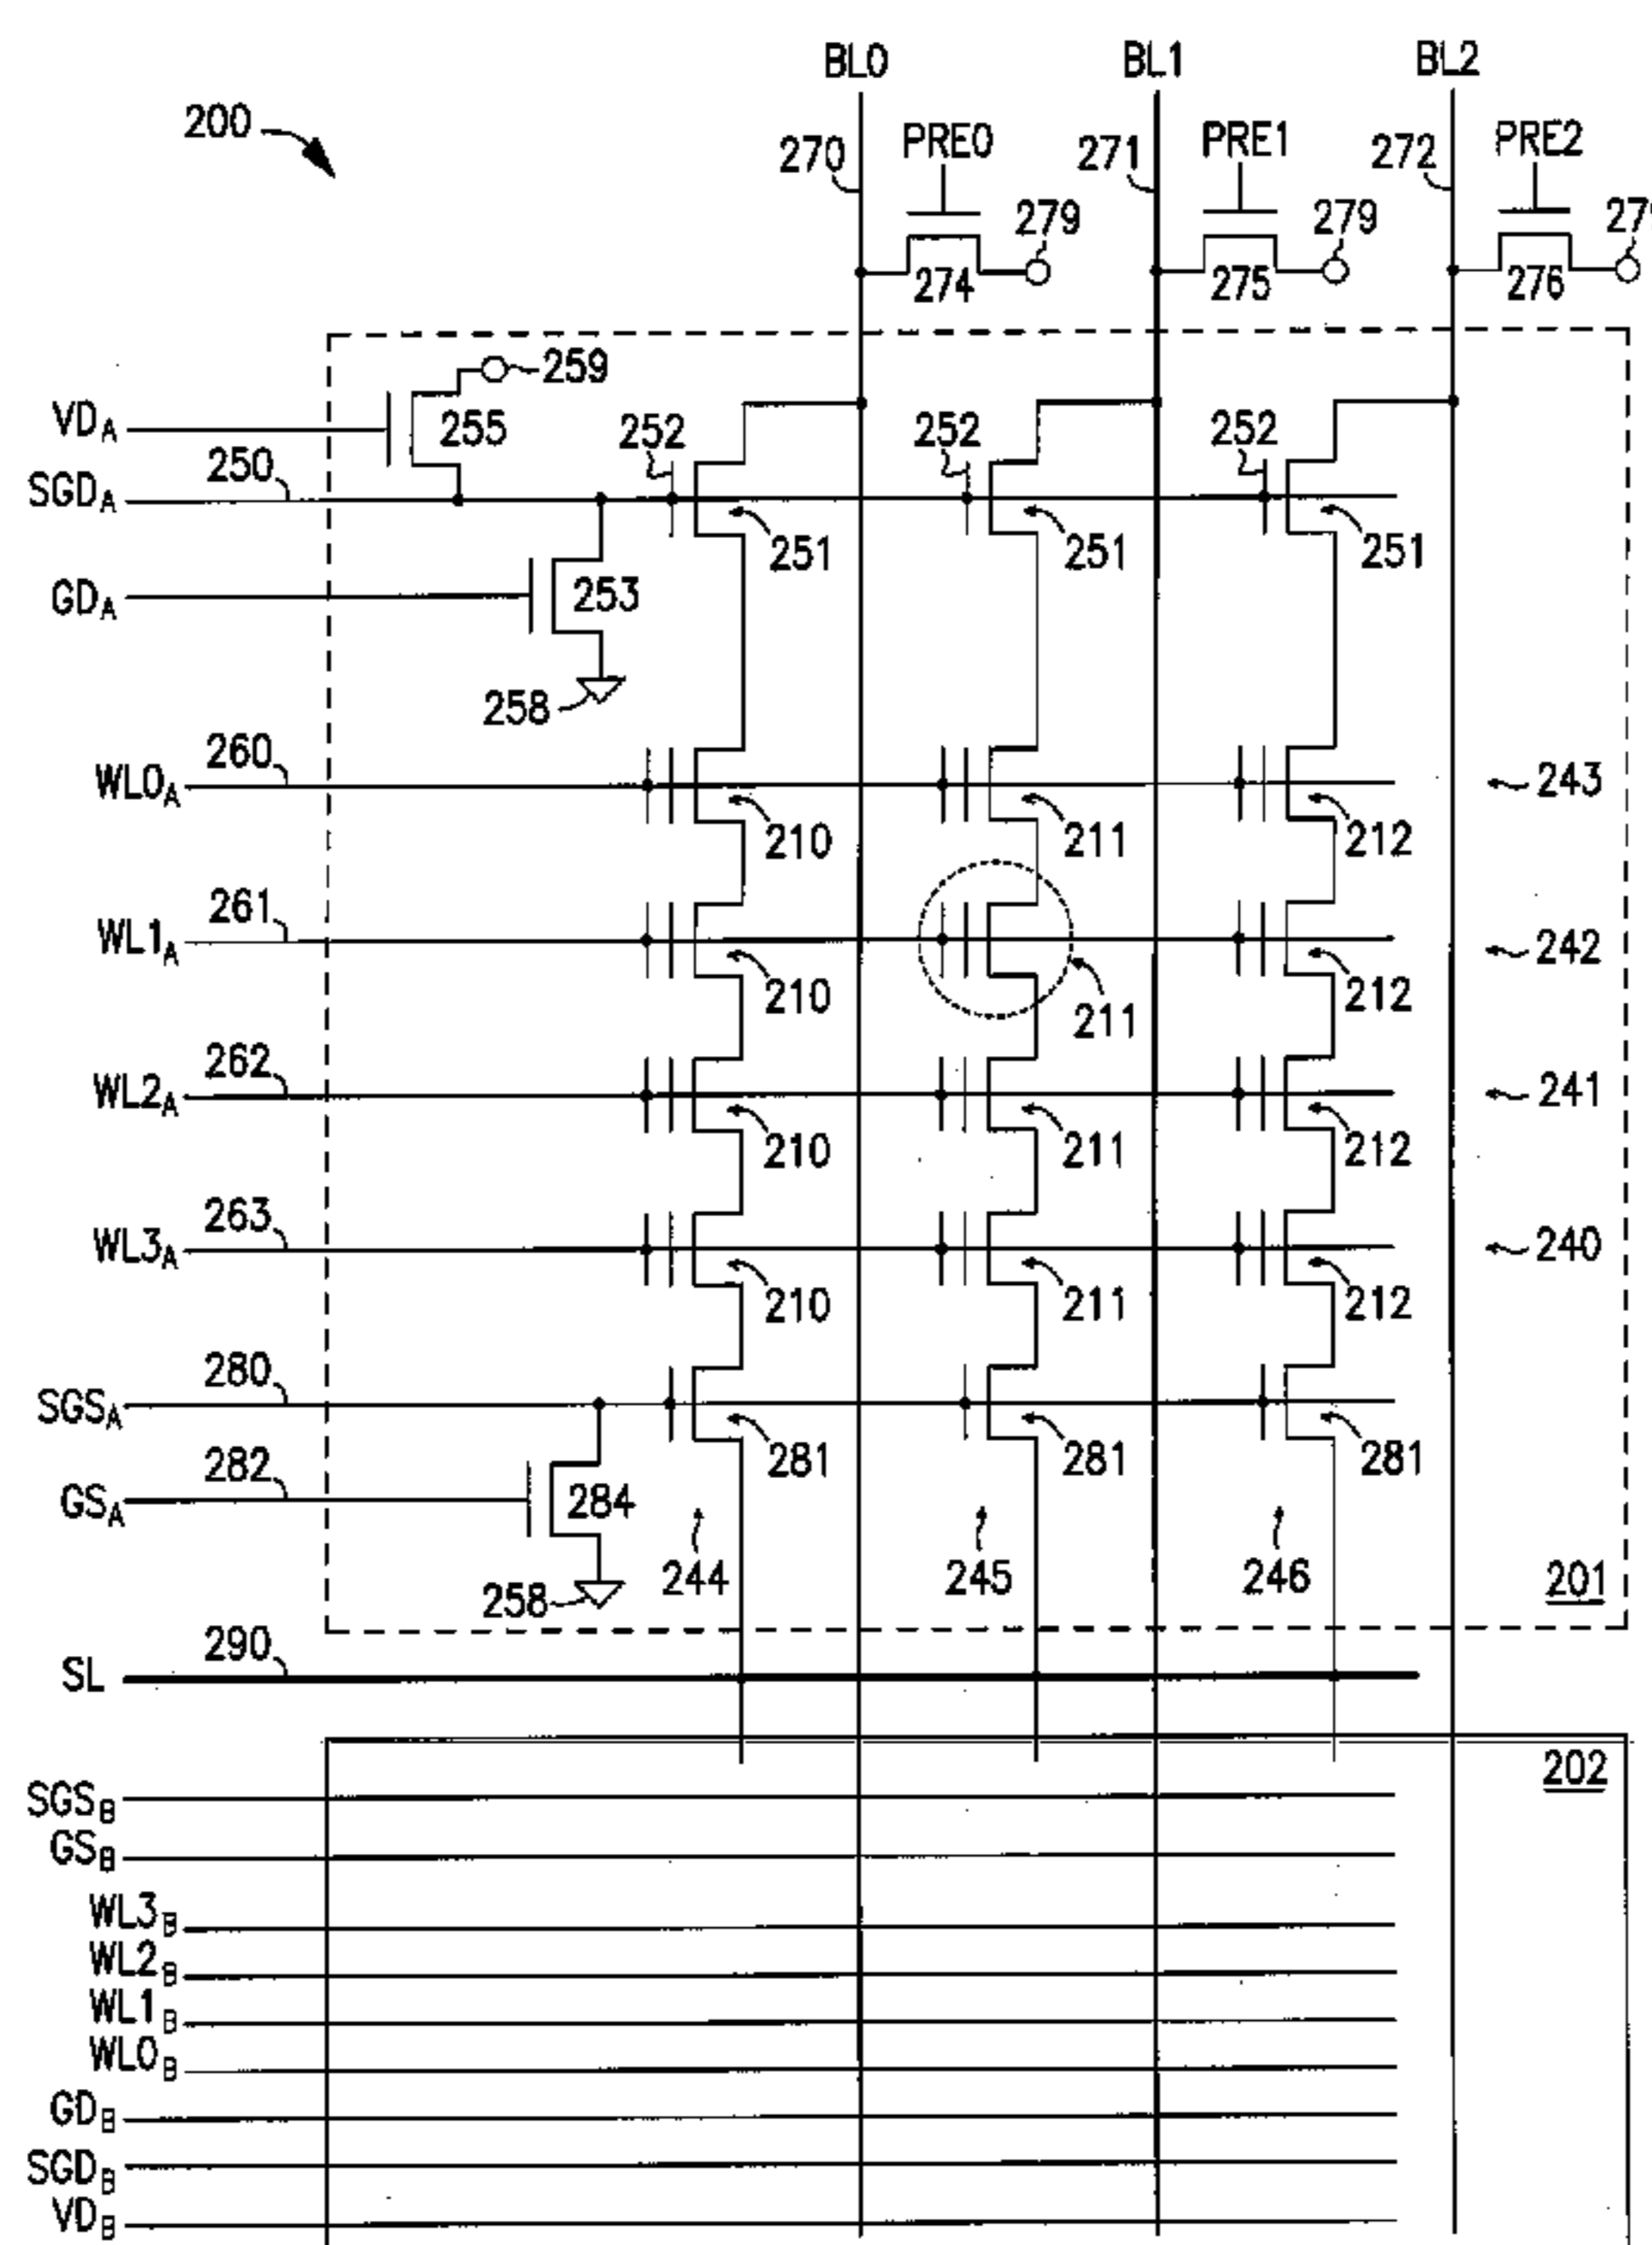 BL0 BL1 BL2
200
270 PRE0 271 PRE1 272 PRE2
279 279
274 275 276
259
VDA 255 252 252 252
250
SGDA
251 251 251
GDA 253
258
260
WL0A 243
210 211 212
261
WL1A 242
210 211 212
262
WL2A 241
210 211 212
263
WL3A 240
210 211 212
280
SGSA
281 281 281
282
GSA 284
244 245 246
258 201
290
SL
202
SGSB
GSB
WL3B
WL2B
WL1B
WL0B
GDB
SGDB
VDB